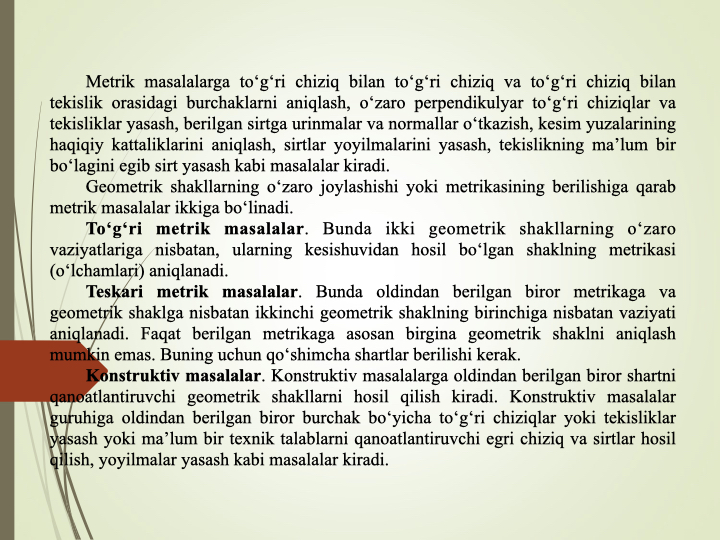 Metrik masalalarga to‘g‘ri chiziq bilan to‘g‘ri chiziq va to‘g‘ri chiziq bilan
tekislik orasidagi burchaklarni aniqlash, o‘zaro perpendikulyar to‘g‘ri chiziqlar va
tekisliklar yasash, berilgan sirtga urinmalar va normallar o‘tkazish, kesim yuzalarining
haqiqiy kattaliklarini aniqlash, sirtlar yoyilmalarini yasash, tekislikning ma’lum bir
bo‘lagini egib sirt yasash kabi masalalar kiradi.
Geometrik shakllarning o‘zaro joylashishi yoki metrikasining berilishiga qarab
metrik masalalar ikkiga bo‘linadi.
To‘g‘ri metrik masalalar. Bunda ikki geometrik shakllarning o‘zaro
vaziyatlariga nisbatan, ularning kesishuvidan hosil bo‘lgan shaklning metrikasi
(o‘lchamlari) aniqlanadi.
Teskari metrik masalalar. Bunda oldindan berilgan biror metrikaga va
geometrik shaklga nisbatan ikkinchi geometrik shaklning birinchiga nisbatan vaziyati
aniqlanadi. Faqat berilgan metrikaga asosan birgina geometrik shaklni aniqlash
mumkin emas. Buning uchun qo‘shimcha shartlar berilishi kerak.
Konstruktiv masalalar. Konstruktiv masalalarga oldindan berilgan biror shartni
qanoatlantiruvchi geometrik shakllarni hosil qilish kiradi. Konstruktiv masalalar
guruhiga oldindan berilgan biror burchak bo‘yicha to‘g‘ri chiziqlar yoki tekisliklar
yasash yoki ma’lum bir texnik talablarni qanoatlantiruvchi egri chiziq va sirtlar hosil
qilish, yoyilmalar yasash kabi masalalar kiradi.